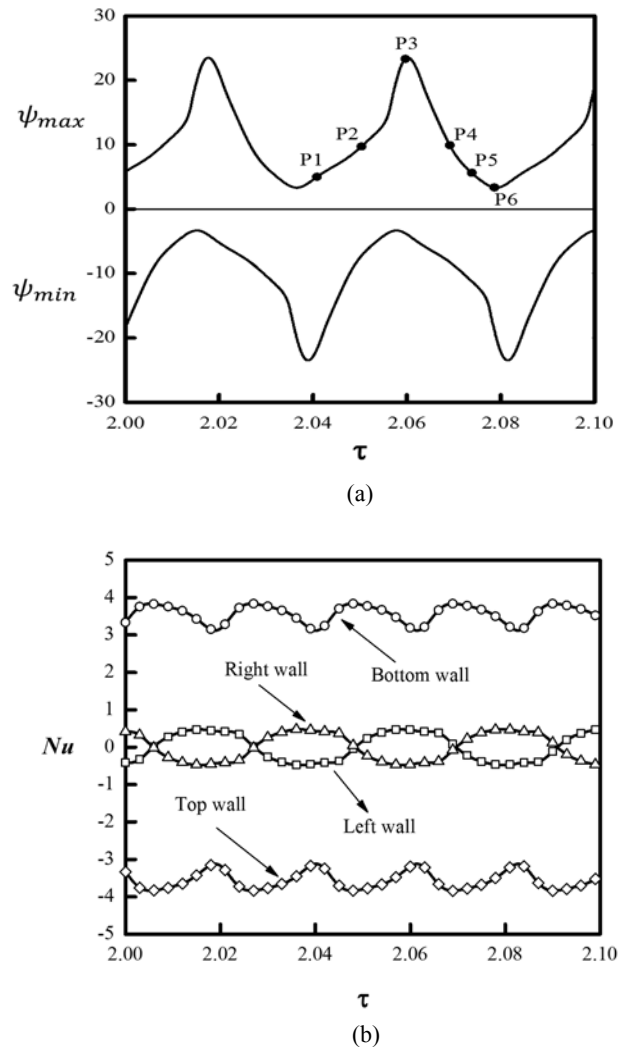 30
P3
20
ψmax
P2
P4
10
P1
P5
P6
0
ψmin
-10
-20
-30
2.00 2.02 2.04 2.06 2.08 2.10
τ
(a)
5
4
3
2
Right wall
Bottom wall
1
Nu
0
-1
Top wall
Left wall
-3
-3
-4
-5
2.00 2.02 2.04 2.06 2.08 2.10
τ
(b)